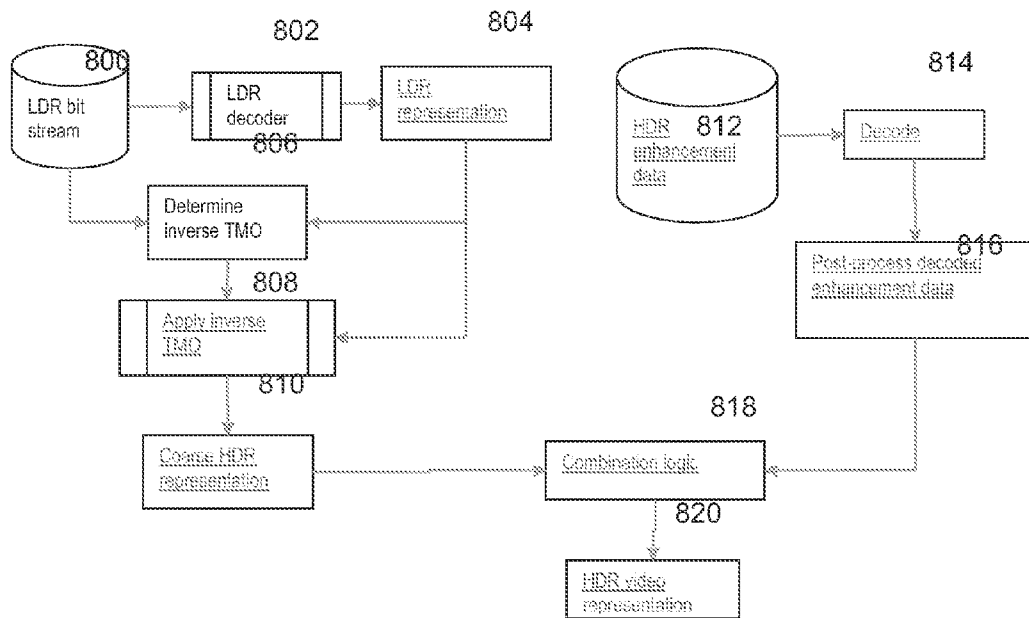 800
LDR bit
stream
802
LDR
decoder
804
LDR
representation
806
Determine
inverse TMO
808
Apply inverse
TMO
810
Coarse HDR
representation
812
HDR
enhancement
data
814
Decode
816
Post-process decoded
enhancement data
818
Combination logic
820
HDR video
representation